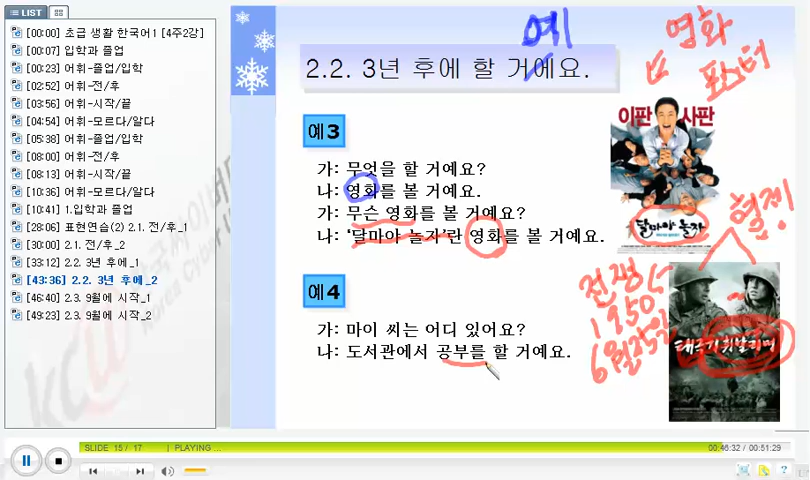 LIST
[00:00] 초급 생활 한국어1 [4주2강]
[00:07] 입학과 졸업
[00:23] 어휘-졸업/입학
[02:52] 어휘-전/후
[03:56] 어휘-시작/끝
[04:54] 어휘-모르다/알다
[05:38] 어휘-졸업/입학
[08:00] 어휘-전/후
[08:13] 어휘-시작/끝
[10:36] 어휘-모르다/알다
[10:41] 1.입학과 졸업
[28:06] 표현연습(2) 2.1. 전/후_1
[30:00] 2.1. 전/후_2
[33:12] 2.2. 3년 후에_1
[43:36] 2.2. 3년 후에_2
[46:40] 2.3. 9월에 시작_1
[49:23] 2.3. 9월에 시작_2
예
2.2. 3년 후에 할 거에요.
예3
가: 무엇을 할 거예요?
나: 영화를 볼 거예요.
가: 무슨 영화를 볼 거예요?
나: ‘달마야 놀자’란 영화를 볼 거예요.
예4
가: 마이 씨는 어디 있어요?
나: 도서관에서 공부를 할 거예요.
영화
포스터
이판 사판
달마야 놀자
형제
전쟁
1950
6월25일
태극기 휘날리며
SLIDE 15 / 17 | PLAYING ...
00:46:32 / 00:51:29